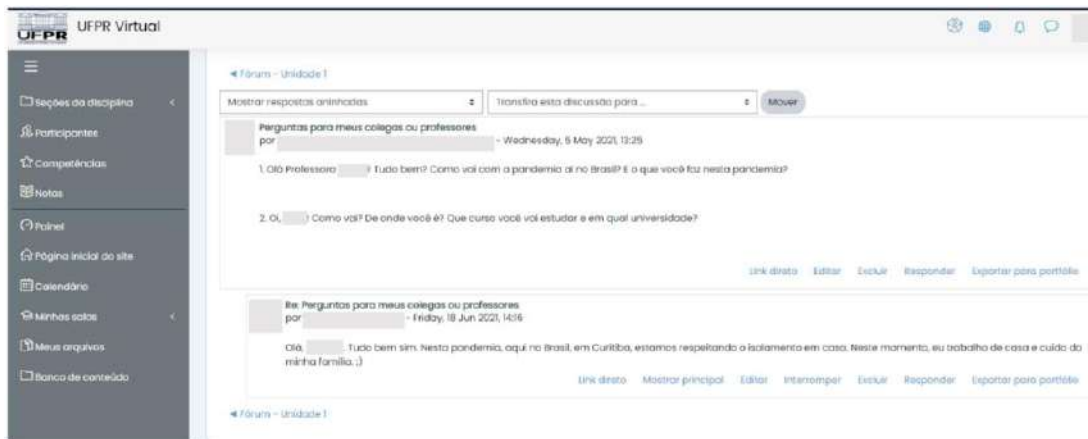 UFPR
UFPR Virtual
Seções da disciplina
Participantes
Competências
Notas
Painel
Página inicial do site
Calendário
Minhas salas
Meus arquivos
Banco de conteúdo
◄ Fórum - Unidade 1
Mostrar respostas aninhadas
Transfira esta discussão para ...
Mover
Perguntas para meus colegas ou professores
por - Wednesday, 5 May 2021, 13:25
1. Olá Professora ! Tudo bem? Como vai com a pandemia aí no Brasil? E o que você faz nesta pandemia?
2. Oi, ! Como vai? De onde você é? Que curso você vai estudar e em qual universidade?
Link direto Editar Excluir Responder Exportar para portfólio
Re: Perguntas para meus colegas ou professores
por - Friday, 18 Jun 2021, 14:16
Olá, . Tudo bem sim. Nesta pandemia, aqui no Brasil, em Curitiba, estamos respeitando o isolamento em casa. Neste momento, eu trabalho de casa e cuido da
minha família. ;)
Link direto Mostrar principal Editar Interromper Excluir Responder Exportar para portfólio
◄ Fórum - Unidade 1